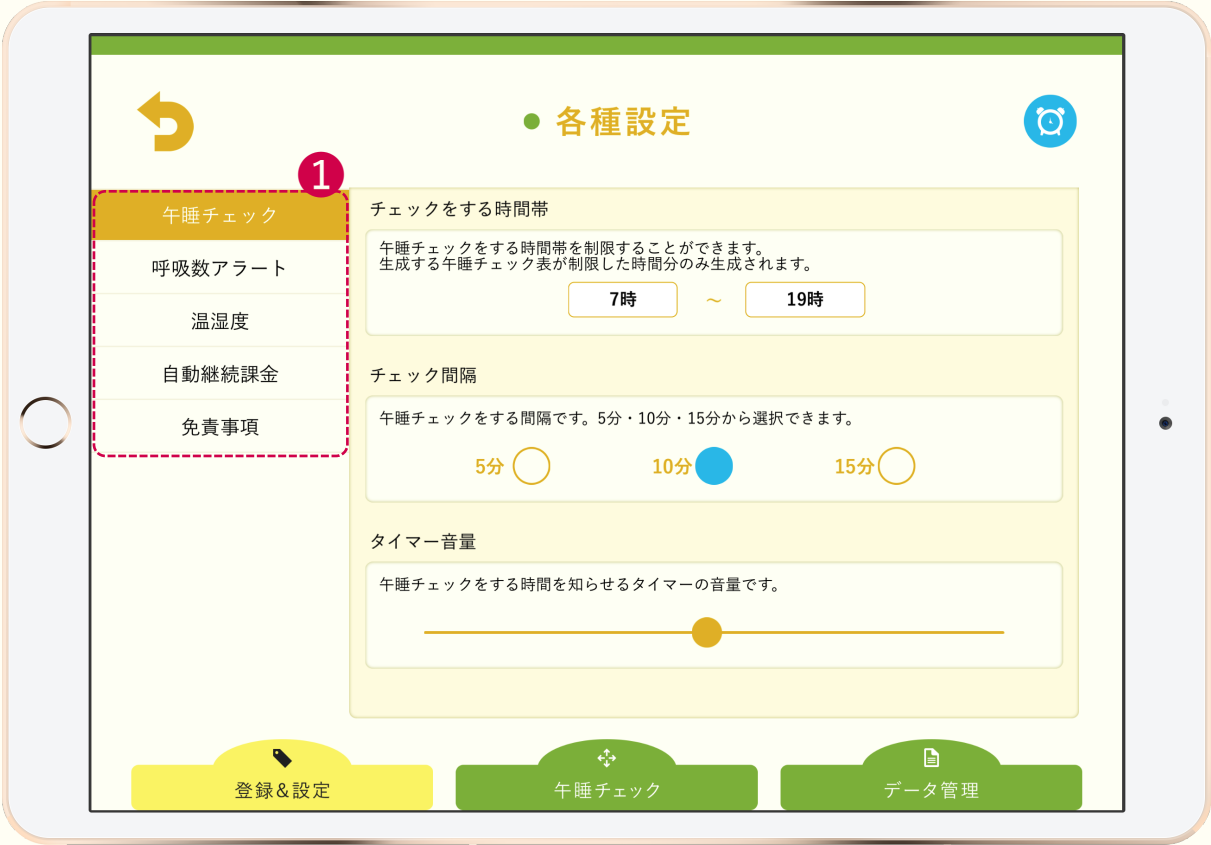 各種設定
1
午睡チェック
呼吸数アラート
温湿度
自動継続課金
免責事項
チェックをする時間帯
午睡チェックをする時間帯を制限することができます。
生成する午睡チェック表が制限した時間分のみ生成されます。
7時 ～ 19時
チェック間隔
午睡チェックをする間隔です。5分・10分・15分から選択できます。
5分 10分 15分
タイマー音量
午睡チェックをする時間を知らせるタイマーの音量です。
登録&設定 午睡チェック データ管理